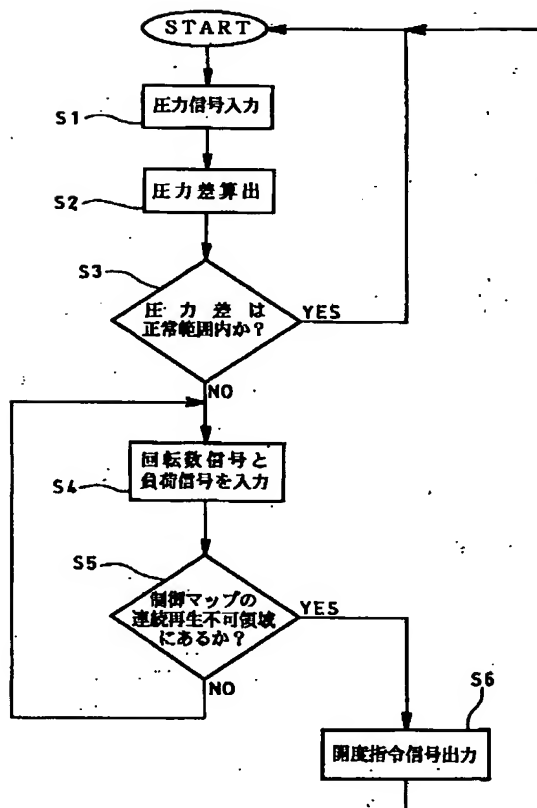 START
S1
圧力信号入力
S2
圧力差算出
S3
圧力差は
正常範囲内か?
YES
NO
S4
回転数信号と
負荷信号を入力
S5
制御マップの
連続再生不可領域
にあるか?
YES
NO
S6
開度指令信号出力